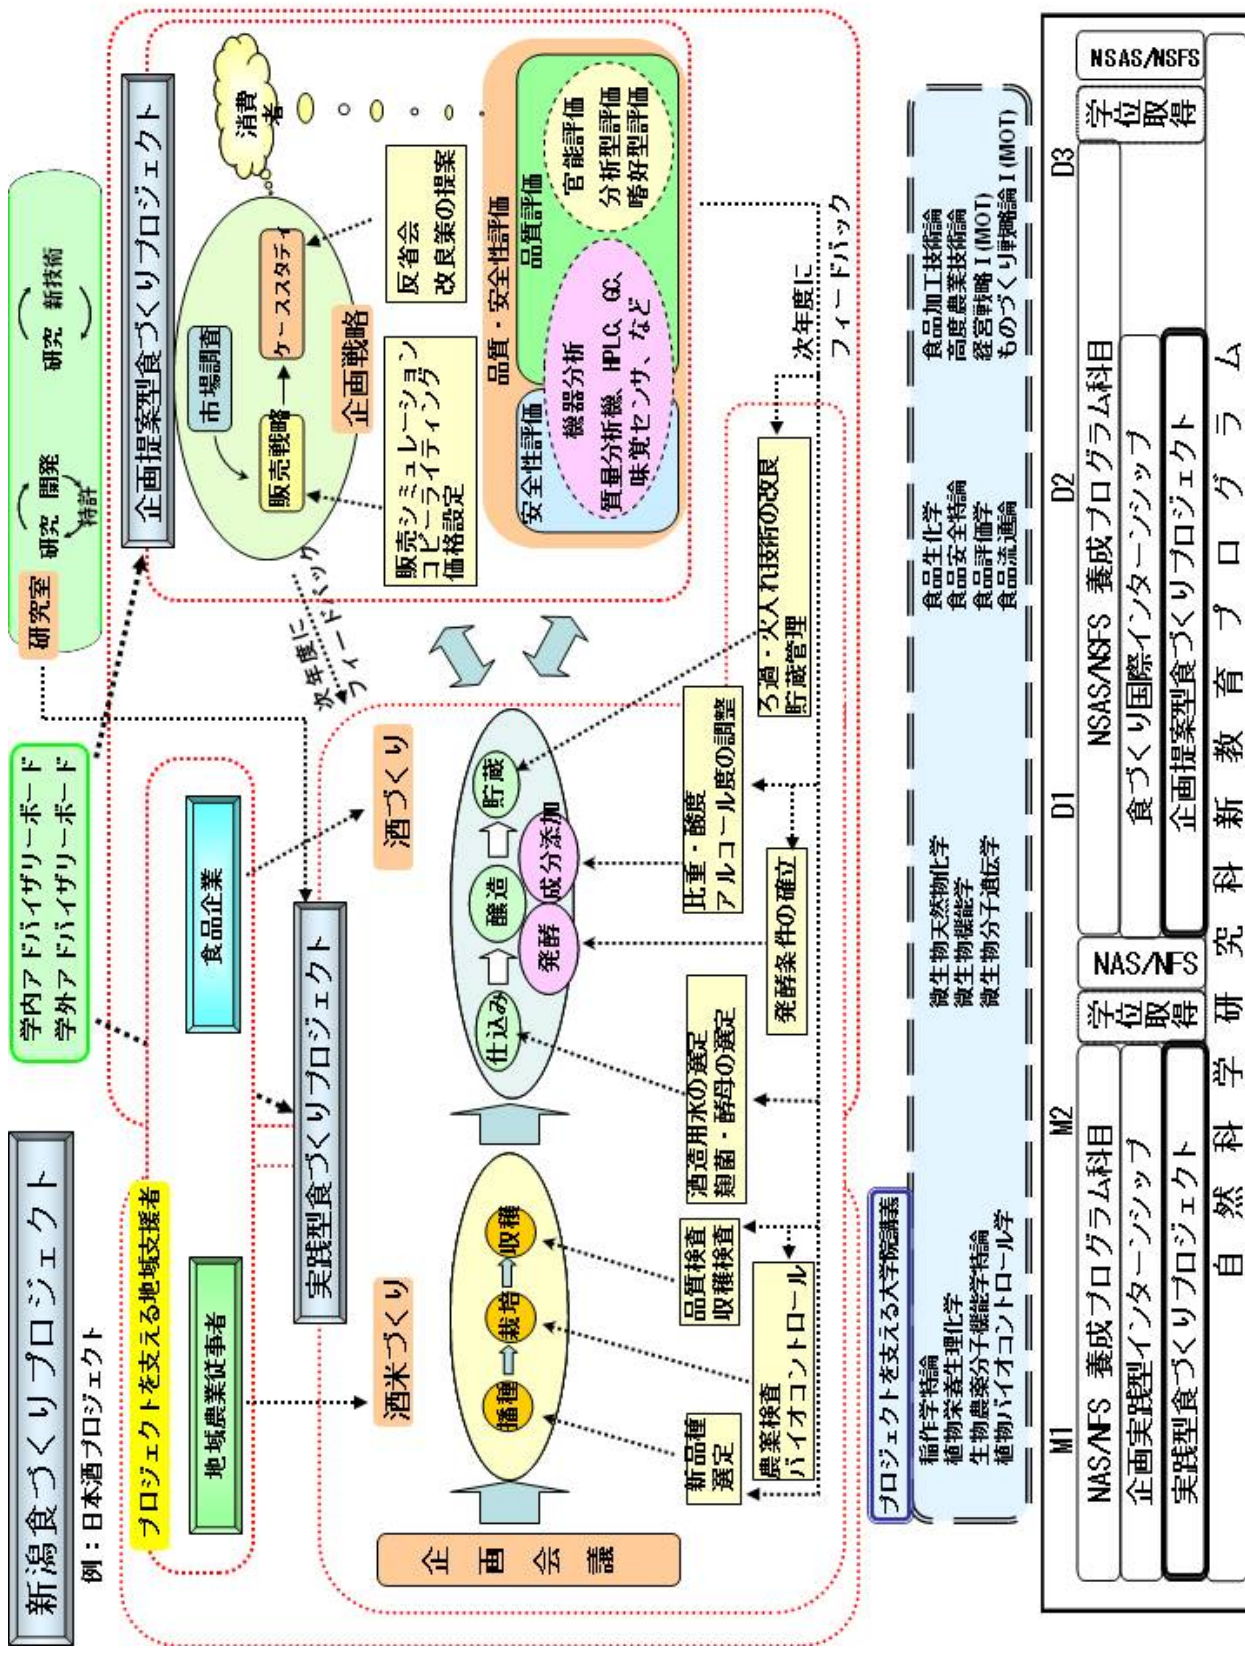 新潟食づくりプロジェクト
例：日本酒プロジェクト
学内アドバイザリーボード
学外アドバイザリーボード
研究室
研究 開発
特許
研究 新技術
プロジェクトを支える地域支援者
地域農業従事者
食品企業
企画提案型食づくりプロジェクト
実践型食づくりプロジェクト
市場調査
販売戦略
ケーススタディ
企画戦略
消費者
販売シミュレーション
コピーライティング
価格設定
反省会
改良策の提案
次年度に
フィードバック
品質・安全性評価
安全性評価
品質評価
機器分析
質量分析機、HPLC、GC、
味覚センサ、など
官能評価
分析型評価
嗜好型評価
企画会議
酒米づくり
播種
栽培
収穫
酒づくり
仕込み
醸造
貯蔵
発酵
成分添加
新品種
選定
農薬検査
バイオコントロール
品質検査
収穫検査
酒造用水の選定
麹菌・酵母の選定
発酵条件の確立
比重・酸度
アルコール度の調整
ろ過・火入れ技術の改良
貯蔵管理
次年度に
フィードバック
プロジェクトを支える大学院講義
稲作学特論
植物栄養生理化学
生物農薬分子機能学特論
植物バイオコントロール学
微生物天然物化学
微生物機能学
微生物分子遺伝学
食品生化学
食品安全特論
食品評価学
食品流通論
食品加工技術論
高度農業技術論
経営戦略Ⅰ(MOT)
ものづくり戦略論Ⅰ(MOT)
M1
M2
D1
D2
D3
NAS/NFS 養成プログラム科目
企画実践型インターンシップ
実践型食づくりプロジェクト
学位取得
NAS/NFS
NSAS/NSFS 養成プログラム科目
食づくり国際インターンシップ
企画提案型食づくりプロジェクト
学位取得
NSAS/NSFS
自然科学研究科新教育プログラム